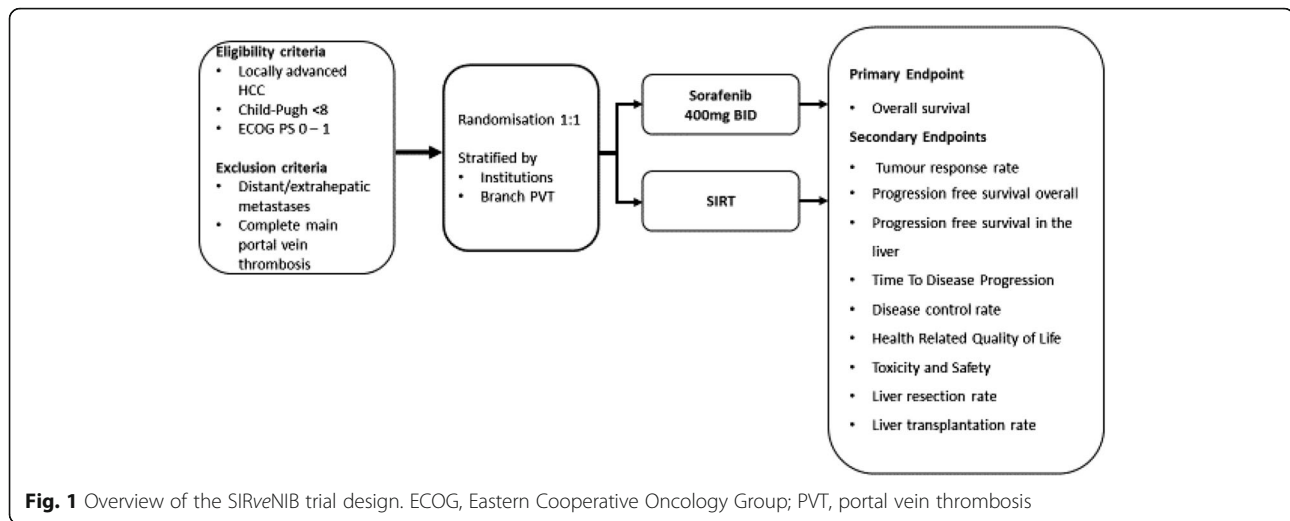 Eligibility criteria
• Locally advanced
HCC
• Child-Pugh <8
• ECOG PS 0 – 1
Exclusion criteria
• Distant/extrahepatic
metastases
• Complete main
portal vein
thrombosis
Randomisation 1:1
Stratified by
• Institutions
• Branch PVT
Sorafenib
400mg BID
SIRT
Primary Endpoint
• Overall survival
Secondary Endpoints
• Tumour response rate
• Progression free survival overall
• Progression free survival in the
liver
• Time To Disease Progression
• Disease control rate
• Health Related Quality of Life
• Toxicity and Safety
• Liver resection rate
• Liver transplantation rate
Fig. 1 Overview of the SIRveNIB trial design. ECOG, Eastern Cooperative Oncology Group; PVT, portal vein thrombosis